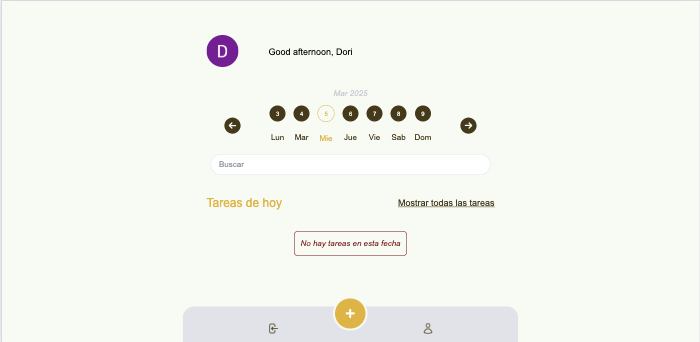 D
Good afternoon, Dori
Mar 2025
3 4 5 6 7 8 9
Lun Mar Mie Jue Vie Sab Dom
Buscar
Tareas de hoy
Mostrar todas las tareas
No hay tareas en esta fecha